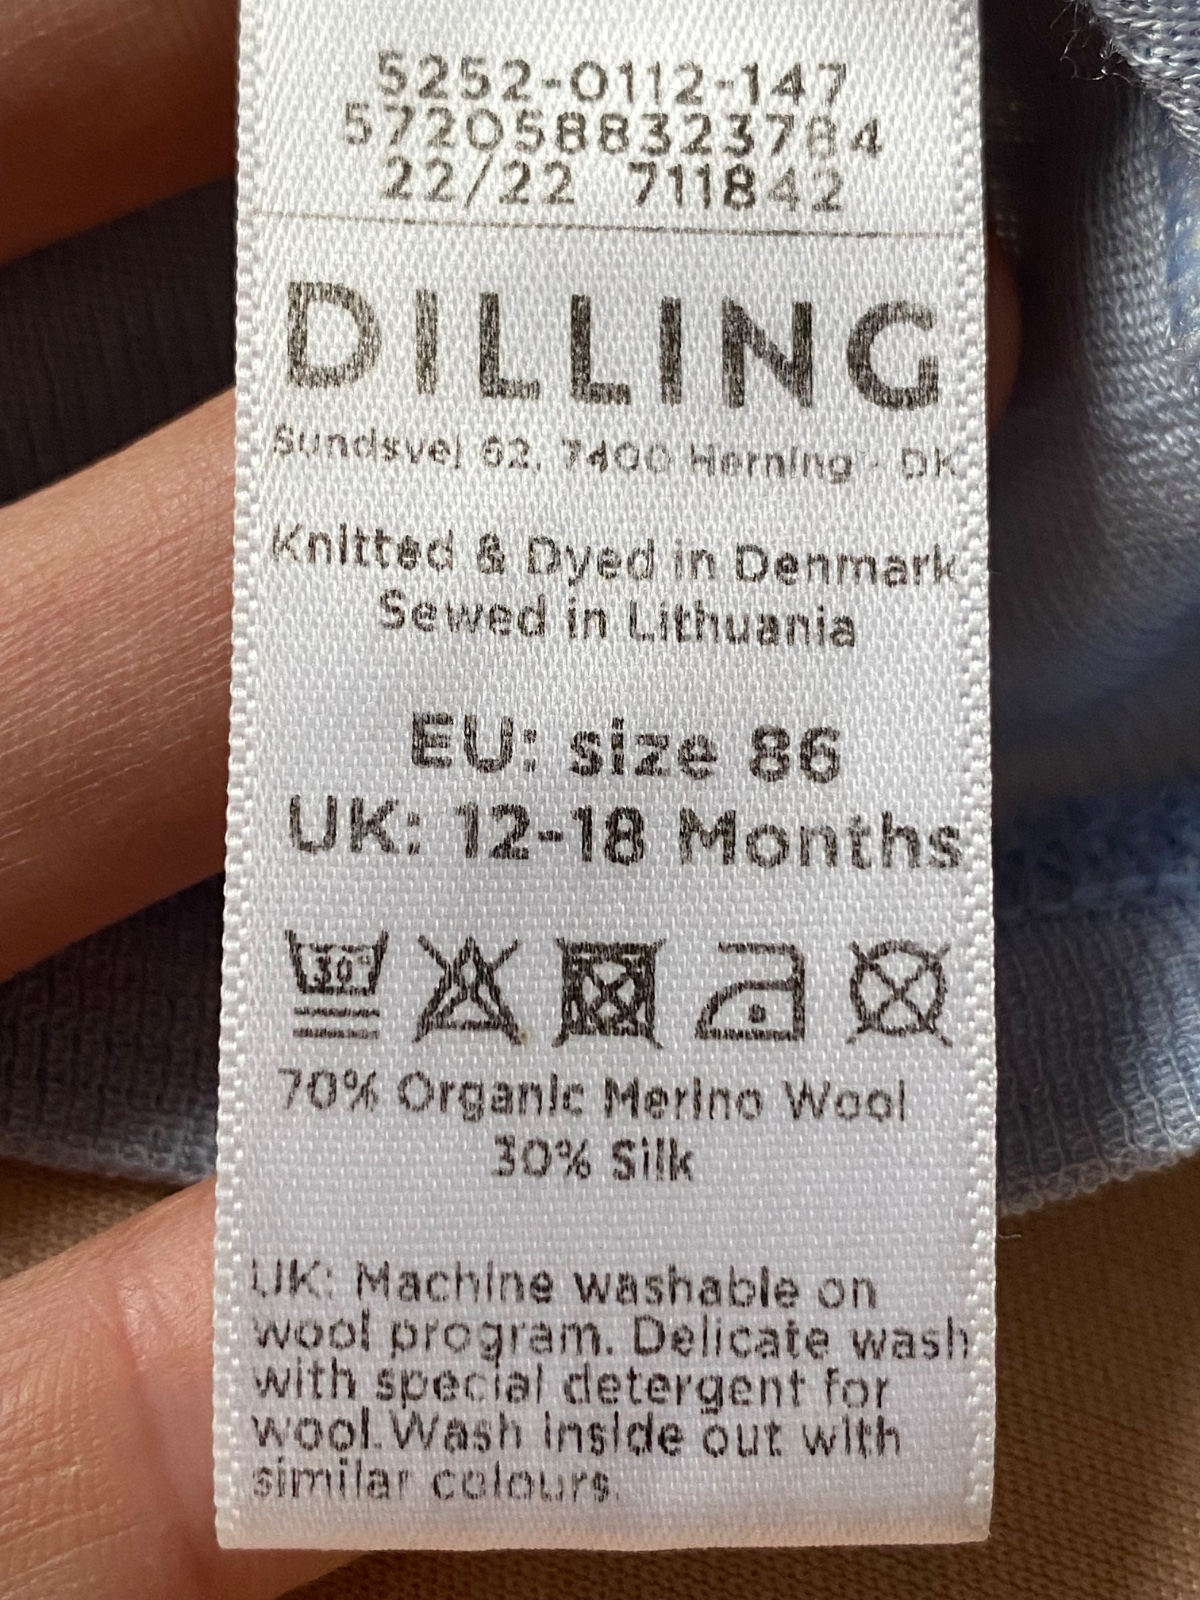 5252-0112-147
5720588323784
22/22 711842
DILLING
Sundsvej 62, 7400 Herning - DK
Knitted & Dyed in Denmark
Sewed in Lithuania
EU: size 86
UK: 12-18 Months
30°
70% Organic Merino Wool
30% Silk
UK: Machine washable on
wool program. Delicate wash
with special detergent for
wool. Wash inside out with
similar colours.